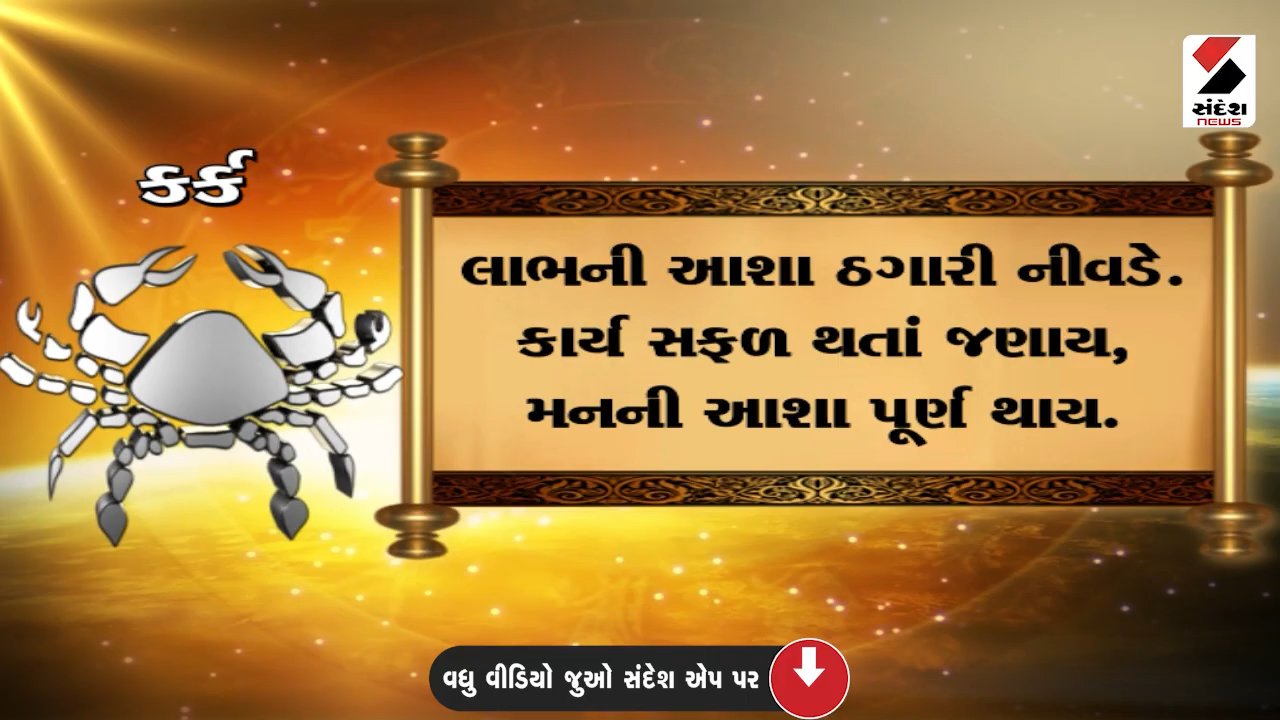 સંદેશ
NEWS
કર્ક
લાભની આશા ઠગારી નીવડે.
કાર્ય સફળ થતાં જણાય,
મનની આશા પૂર્ણ થાય.
વધુ વીડિયો જુઓ સંદેશ એપ પર